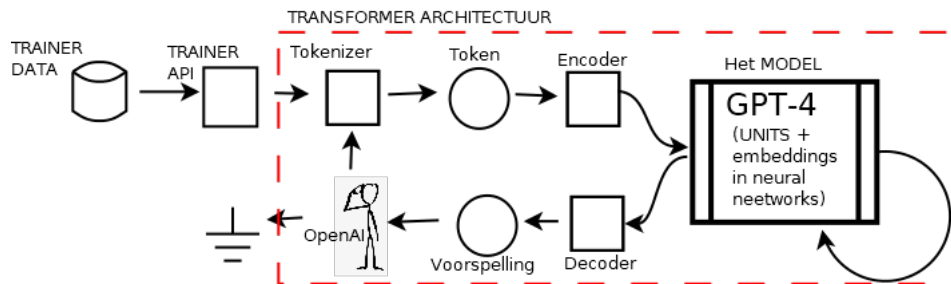 TRANSFORMER ARCHITECTUUR
TRAINER
DATA
TRAINER
API
Tokenizer
Token
Encoder
Het MODEL
GPT-4
(UNITS +
embeddings
in neural
neetworks)
OpenAI
Voorspelling
Decoder